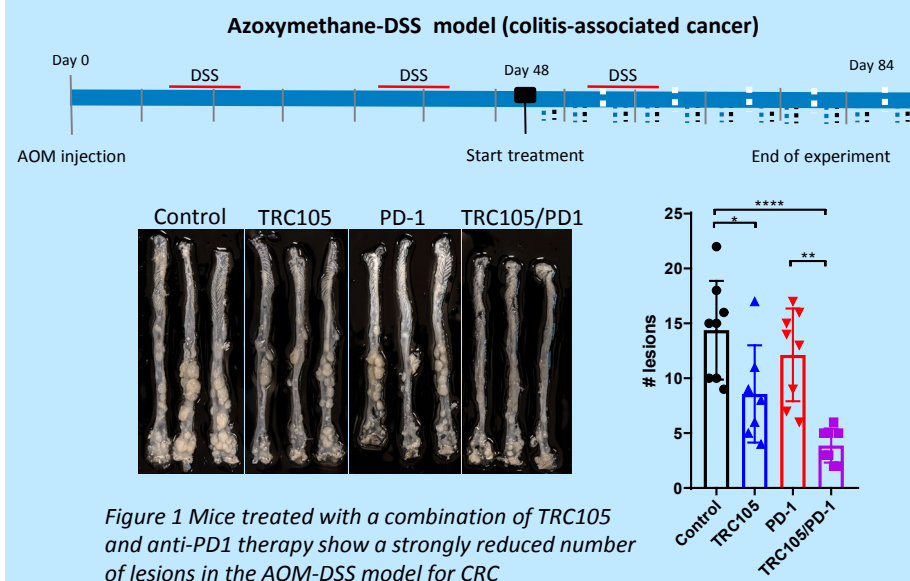 Azoxymethane-DSS model (colitis-associated cancer)
Day 0
DSS
DSS
Day 48
DSS
Day 84
AOM injection
Start treatment
End of experiment
Control
TRC105
PD-1
TRC105/PD1
****
*
**
25
20
15
10
5
0
# lesions
Control
TRC105
PD-1
TRC105/PD-1
Figure 1 Mice treated with a combination of TRC105
and anti-PD1 therapy show a strongly reduced number
of lesions in the AOM-DSS model for CRC